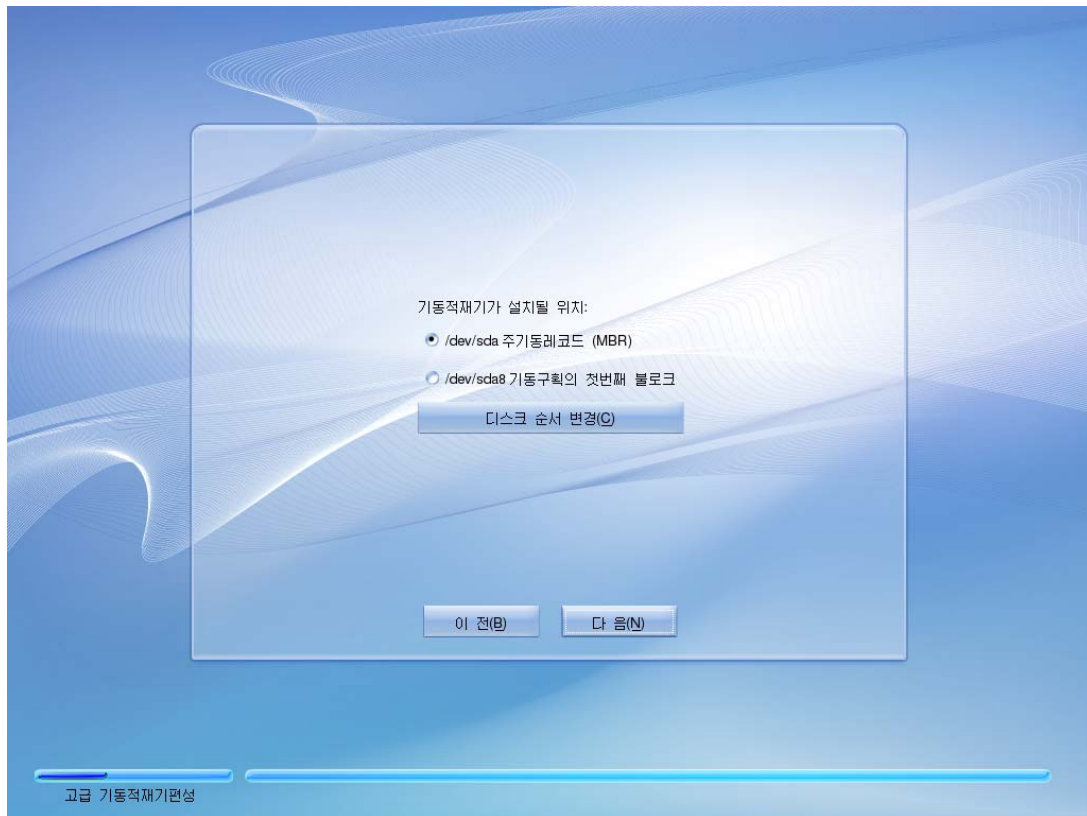 기동적재기가 설치될 위치:
/dev/sda 주기동레코드 (MBR)
/dev/sda8 기동구획의 첫번째 블로크
디스크 순서 변경(C)
이 전(B)
다 음(N)
고급 기동적재기편성